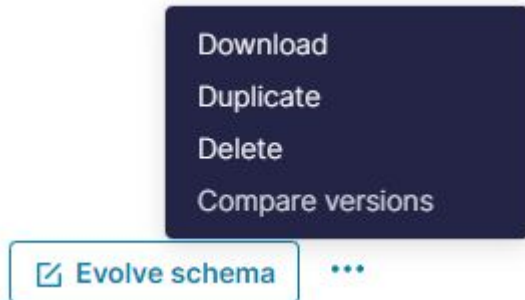 Download
Duplicate
Delete
Compare versions
Evolve schema